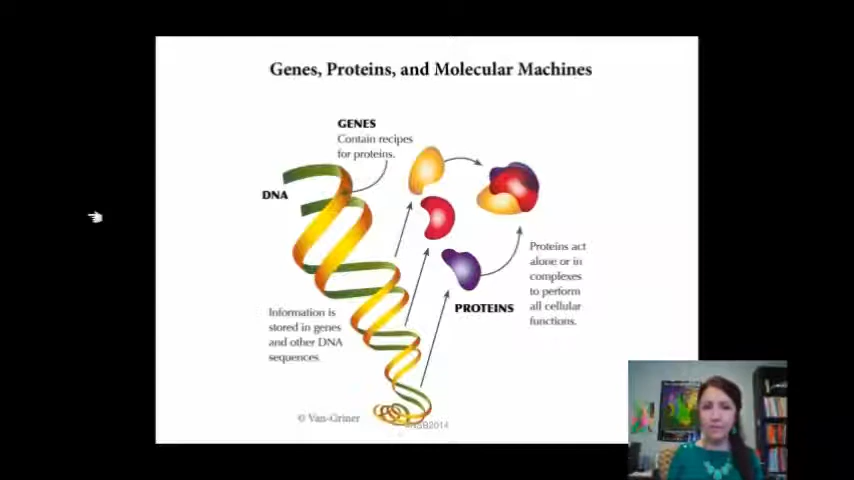 Genes, Proteins, and Molecular Machines
GENES
Contain recipes
for proteins.
DNA
Proteins act
alone or in
complexes
to perform
all cellular
functions.
PROTEINS
Information is
stored in genes
and other DNA
sequences
© Van-Griner